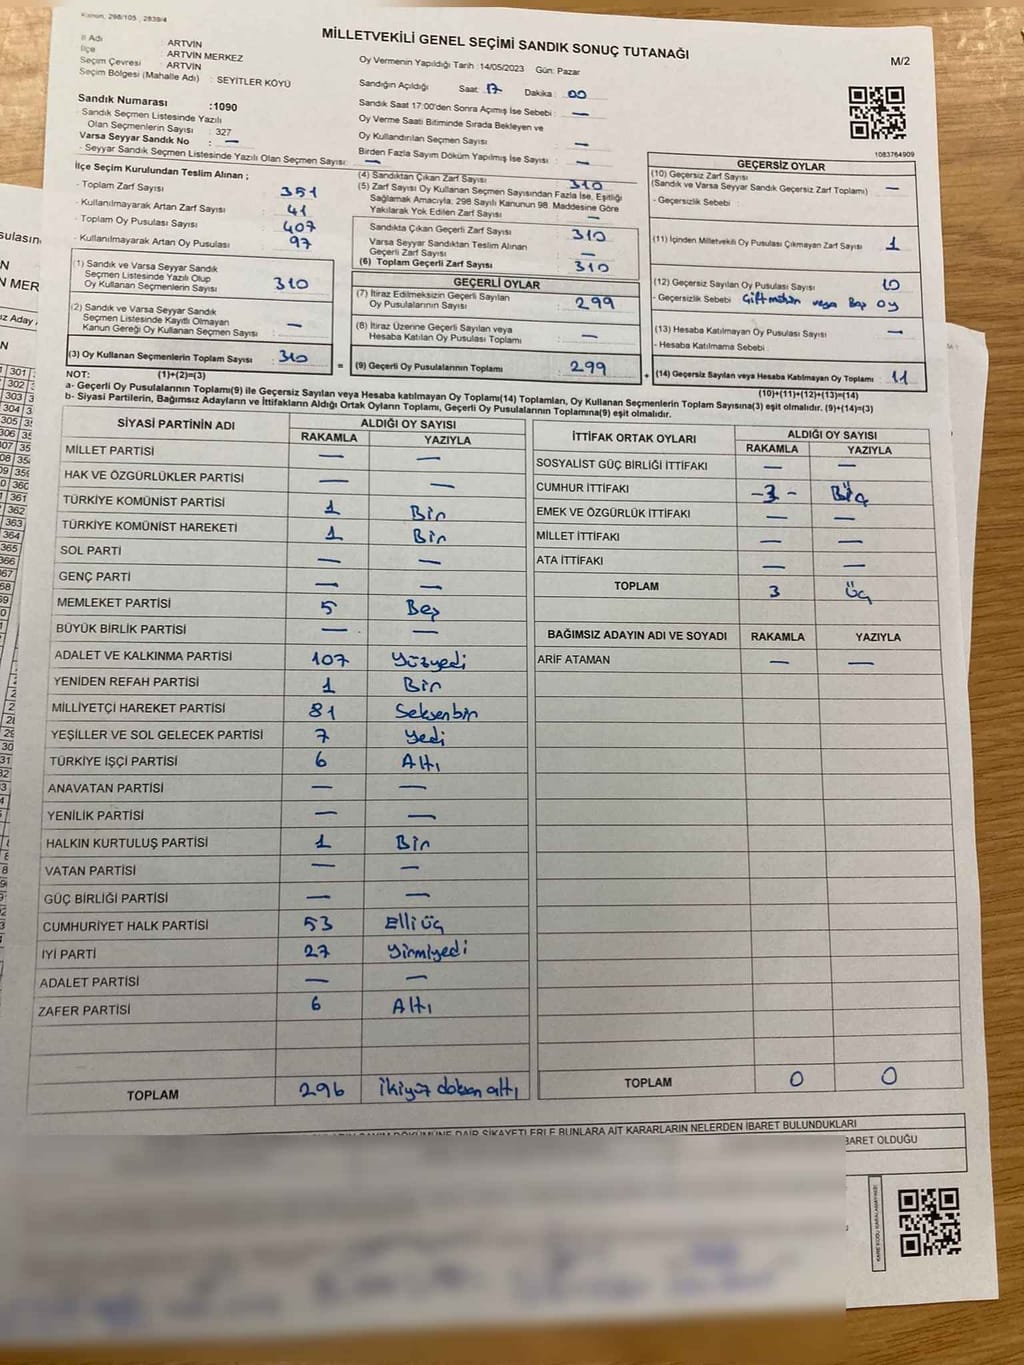 Kanun, 298/105 , 2839/4
MİLLETVEKİLİ GENEL SEÇİMİ SANDIK SONUÇ TUTANAĞI
M/2
İl Adı : ARTVİN
İlçe : ARTVİN MERKEZ
Seçim Çevresi : ARTVİN
Seçim Bölgesi (Mahalle Adı) : SEYİTLER KÖYÜ
Oy Vermenin Yapıldığı Tarih :14/05/2023 Gün: Pazar
Sandığın Açıldığı Saat: 17 Dakika: 00
Sandık Saat 17:00'den Sonra Açımış İse Sebebi : —
Oy Verme Saati Bitiminde Sırada Bekleyen ve
Oy Kullandırılan Seçmen Sayısı : —
Birden Fazla Sayım Döküm Yapılmış İse Sayısı : —
1083764909
Sandık Numarası :1090
Sandık Seçmen Listesinde Yazılı
Olan Seçmenlerin Sayısı : 327
Varsa Seyyar Sandık No : —
- Seyyar Sandık Seçmen Listesinde Yazılı Olan Seçmen Sayısı: —
İlçe Seçim Kurulundan Teslim Alınan ;
- Toplam Zarf Sayısı : 351
- Kullanılmayarak Artan Zarf Sayısı : 41
- Toplam Oy Pusulası Sayısı : 407
- Kullanılmayarak Artan Oy Pusulası : 97
(1) Sandık ve Varsa Seyyar Sandık
Seçmen Listesinde Yazılı Olup
Oy Kullanan Seçmenlerin Sayısı : 310
(2) Sandık ve Varsa Seyyar Sandık
Seçmen Listesinde Kayıtlı Olmayan
Kanun Gereği Oy Kullanan Seçmen Sayısı : —
(3) Oy Kullanan Seçmenlerin Toplam Sayısı : 310
(4) Sandıktan Çıkan Zarf Sayısı : 310
(5) Zarf Sayısı Oy Kullanan Seçmen Sayısından Fazla İse, Eşitliği
Sağlamak Amacıyla, 298 Sayılı Kanunun 98. Maddesine Göre
Yakılarak Yok Edilen Zarf Sayısı : —
Sandıkta Çıkan Geçerli Zarf Sayısı : 310
Varsa Seyyar Sandıktan Teslim Alınan
Geçerli Zarf Sayısı : —
(6) Toplam Geçerli Zarf Sayısı : 310
GEÇERLİ OYLAR
(7) İtiraz Edilmeksizin Geçerli Sayılan
Oy Pusulalarının Sayısı : 299
(8) İtiraz Üzerine Geçerli Sayılan veya
Hesaba Katılan Oy Pusulası Toplamı : —
= (9) Geçerli Oy Pusulalarının Toplamı : 299
GEÇERSİZ OYLAR
(10) Geçersiz Zarf Sayısı
(Sandık ve Varsa Seyyar Sandık Geçersiz Zarf Toplamı) : —
- Geçersizlik Sebebi :
(11) İçinden Milletvekili Oy Pusulası Çıkmayan Zarf Sayısı : 1
(12) Geçersiz Sayılan Oy Pusulası Sayısı : 10
- Geçersizlik Sebebi : Çift mühür veya Boş oy
(13) Hesaba Katılmayan Oy Pusulası Sayısı : —
- Hesaba Katılmama Sebebi :
+ (14) Geçersiz Sayılan veya Hesaba Katılmayan Oy Toplamı : 11
NOT: (1)+(2)=(3)
(10)+(11)+(12)+(13)=(14)
a- Geçerli Oy Pusulalarının Toplamı(9) ile Geçersiz Sayılan veya Hesaba katılmayan Oy Toplamı(14) Toplamları, Oy Kullanan Seçmenlerin Toplam Sayısına(3) eşit olmalıdır. (9)+(14)=(3)
b- Siyasi Partilerin, Bağımsız Adayların ve İttifakların Aldığı Ortak Oyların Toplamı, Geçerli Oy Pusulalarının Toplamına(9) eşit olmalıdır.
SİYASİ PARTİNİN ADI ALDIĞI OY SAYISI
RAKAMLA YAZIYLA
MİLLET PARTİSİ — —
HAK VE ÖZGÜRLÜKLER PARTİSİ — —
TÜRKİYE KOMÜNİST PARTİSİ 1 Bir
TÜRKİYE KOMÜNİST HAREKETİ 1 Bir
SOL PARTİ — —
GENÇ PARTİ — —
MEMLEKET PARTİSİ 5 Beş
BÜYÜK BİRLİK PARTİSİ — —
ADALET VE KALKINMA PARTİSİ 107 Yüzyedi
YENİDEN REFAH PARTİSİ 1 Bir
MİLLİYETÇİ HAREKET PARTİSİ 81 Seksenbir
YEŞİLLER VE SOL GELECEK PARTİSİ 7 Yedi
TÜRKİYE İŞÇİ PARTİSİ 6 Altı
ANAVATAN PARTİSİ — —
YENİLİK PARTİSİ — —
HALKIN KURTULUŞ PARTİSİ 1 Bir
VATAN PARTİSİ — —
GÜÇ BİRLİĞİ PARTİSİ — —
CUMHURİYET HALK PARTİSİ 53 Elli üç
İYİ PARTİ 27 Yirmiyedi
ADALET PARTİSİ — —
ZAFER PARTİSİ 6 Altı
TOPLAM 296 İkiyüz doksan altı
İTTİFAK ORTAK OYLARI ALDIĞI OY SAYISI
RAKAMLA YAZIYLA
SOSYALİST GÜÇ BİRLİĞİ İTTİFAKI — —
CUMHUR İTTİFAKI -3-
EMEK VE ÖZGÜRLÜK İTTİFAKI — —
MİLLET İTTİFAKI — —
ATA İTTİFAKI — —
TOPLAM 3 Üç
BAĞIMSIZ ADAYIN ADI VE SOYADI RAKAMLA YAZIYLA
ARİF ATAMAN — —
TOPLAM 0 0
DÖKÜMÜNE DAİR ŞİKAYETLERLE BUNLARA AİT KARARLARIN NELERDEN İBARET BULUNDUKLARI
BARET OLDUĞU